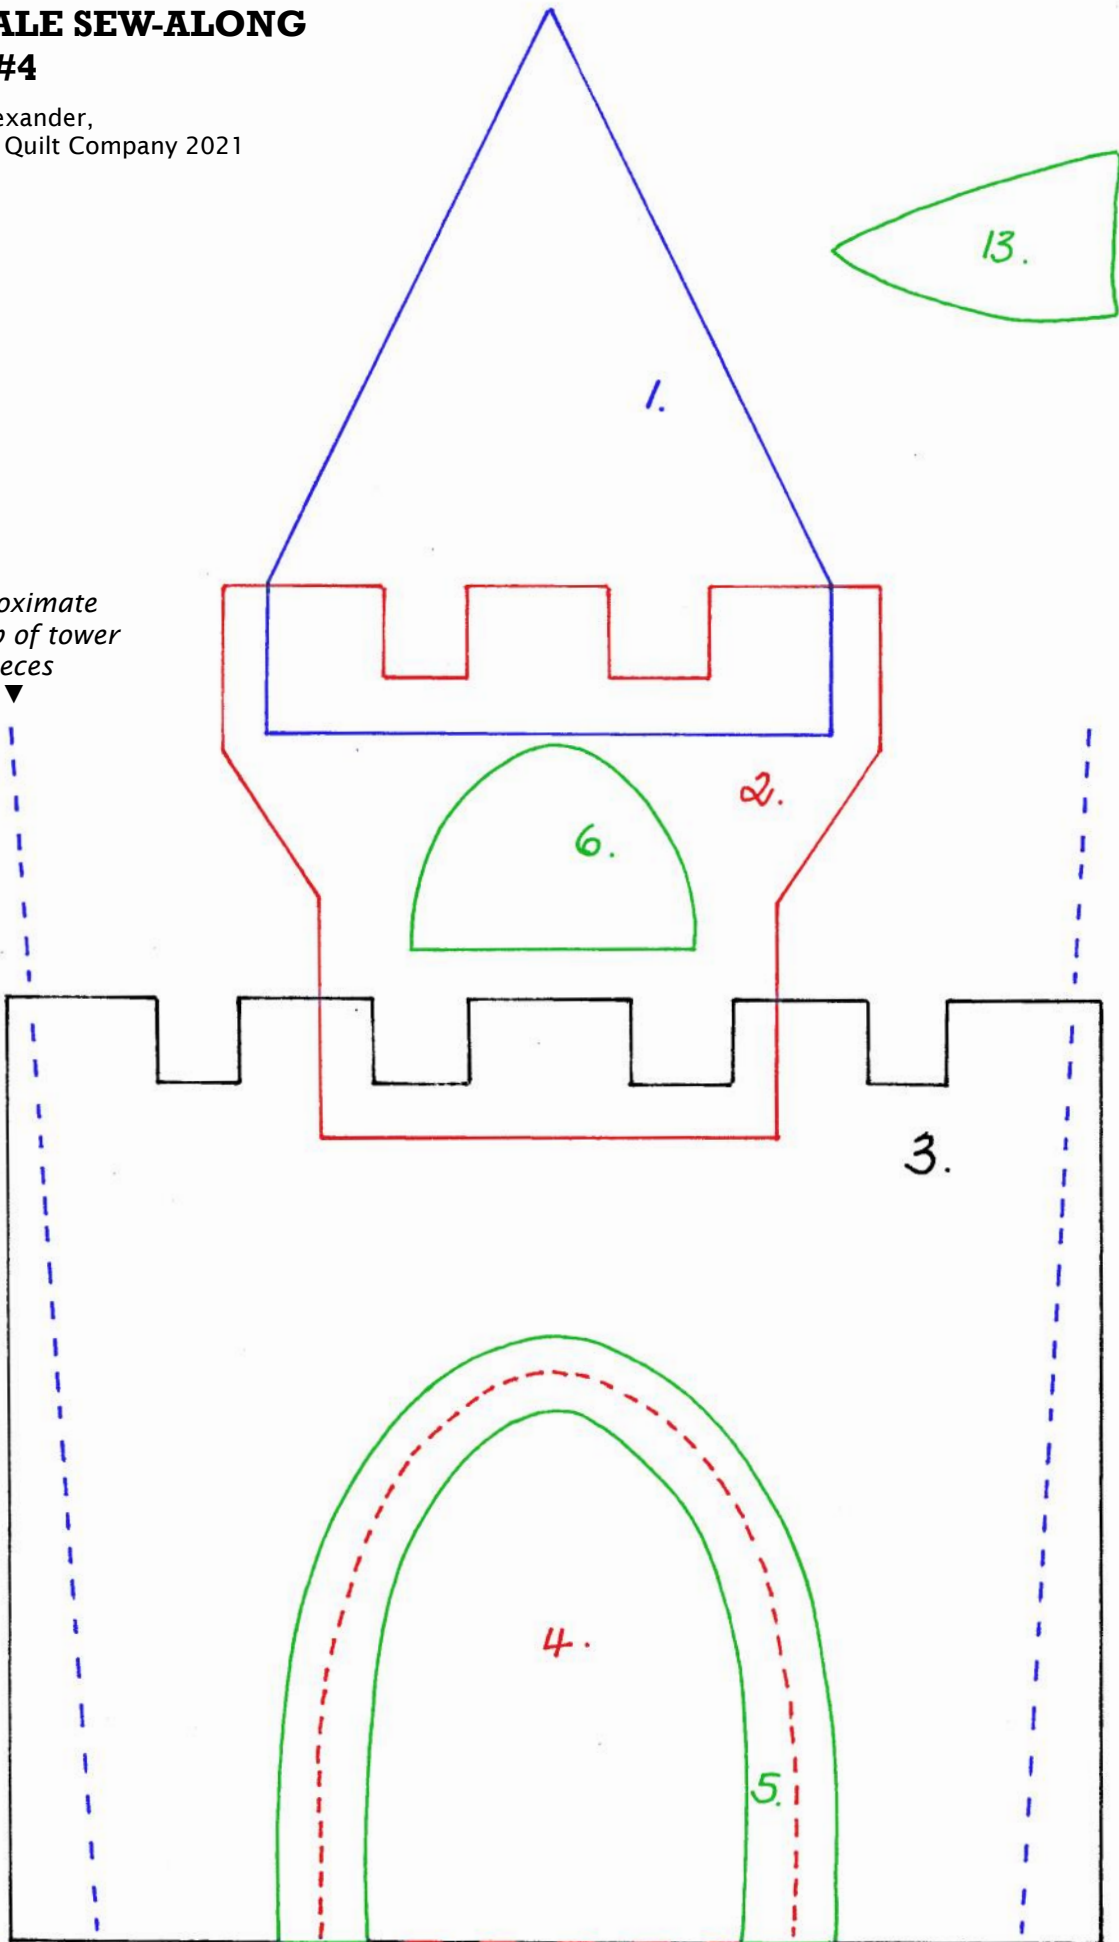 ALE SEW-ALONG
#4
exander,
Quilt Company 2021
13.
1.
oximate
o of tower
eces
2.
6.
3.
4.
5.